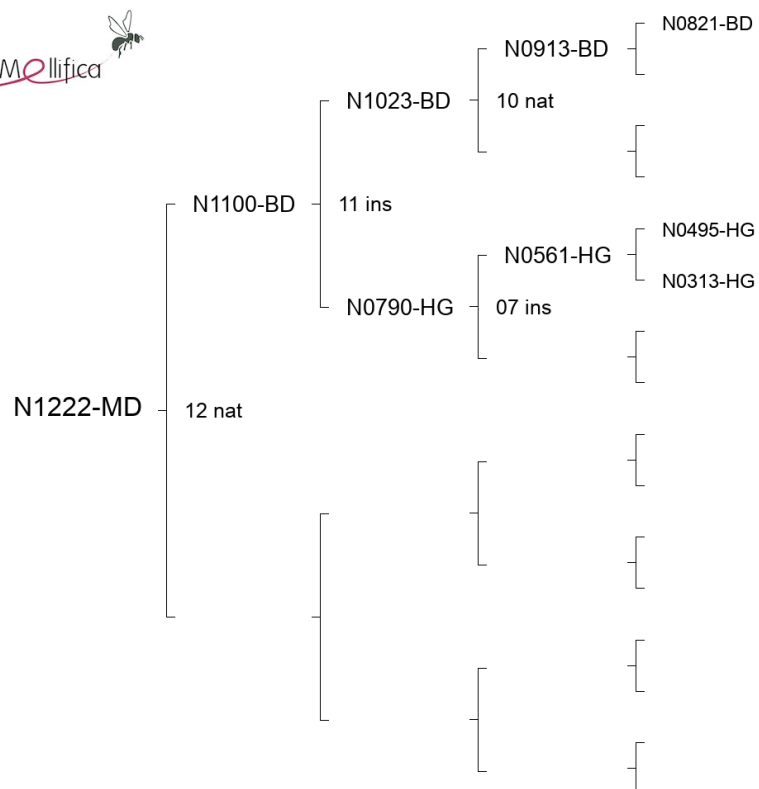 N0821-BD
N0913-BD
Mellifica
N1023-BD
10 nat
N1100-BD
11 ins
N0495-HG
N0561-HG
N0313-HG
N0790-HG
07 ins
N1222-MD
12 nat